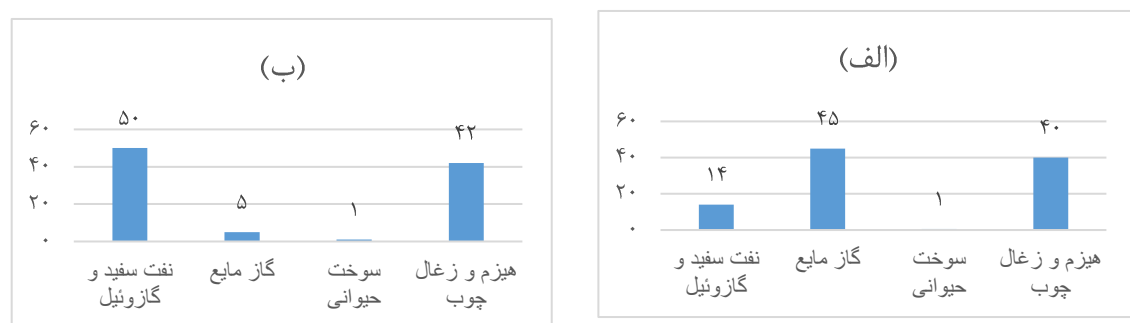 (الف)
۶۰
۴۰
۲۰
۰
۱۴
۴۵
۱
۴۰
نفت سفید و
گازوئیل
گاز مایع
سوخت
حیوانی
هیزم و زغال
چوب
(ب)
۶۰
۴۰
۲۰
۰
۵۰
۵
۱
۴۲
نفت سفید و
گازوئیل
گاز مایع
سوخت
حیوانی
هیزم و زغال
چوب